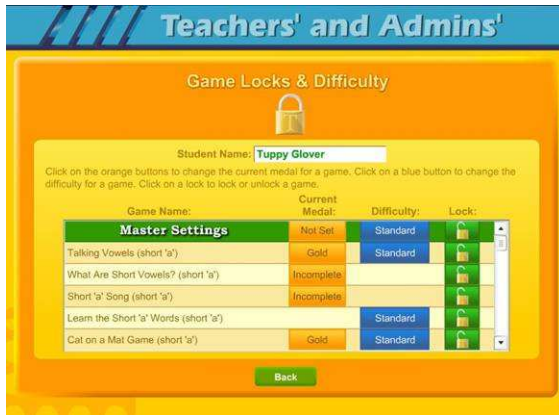 Teachers' and Admins'
Game Locks & Difficulty
T
Student Name: Tuppy Glover
Click on the orange buttons to change the current medal for a game. Click on a blue button to change the
difficulty for a game. Click on a lock to lock or unlock a game.
Game Name: Current Medal: Difficulty: Lock:
Master Settings Not Set Standard
Talking Vowels (short 'a') Gold Standard
What Are Short Vowels? (short 'a') Incomplete
Short 'a' Song (short 'a') Incomplete
Learn the Short 'a' Words (short 'a') Standard
Cat on a Mat Game (short 'a') Gold Standard
Back